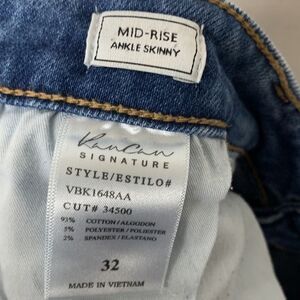 MID-RISE
ANKLE SKINNY
KanCan
SIGNATURE
STYLE/ESTILO#
VBK1648AA
CUT# 34500
93% COTTON/ALGODON
5% POLYESTER/POLIESTER
2% SPANDEX/ELASTANO
32
MADE IN VIETNAM